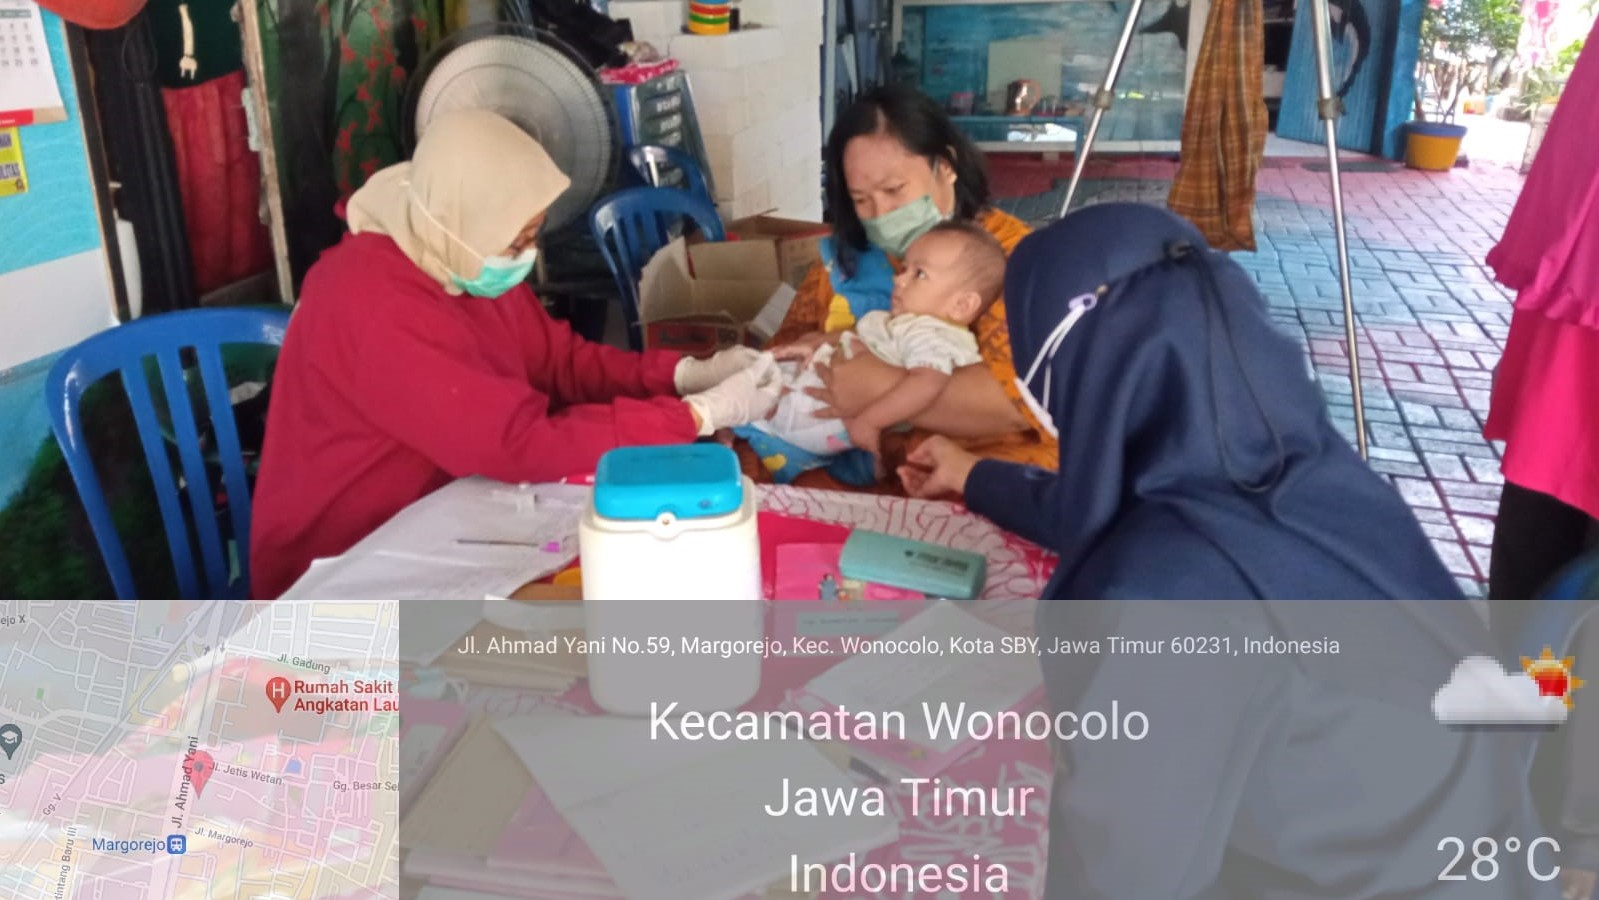 Jl. Ahmad Yani No.59, Margorejo, Kec. Wonocolo, Kota SBY, Jawa Timur 60231, Indonesia
Kecamatan Wonocolo
Jawa Timur
Indonesia
28°C
Jl. Gadung
Rumah Sakit
Angkatan Lau
Jl. Ahmad Yani
Jl. Jetis Wetan
Gg. Besar Se
Gg. V
Jl. Margorejo
Margorejo